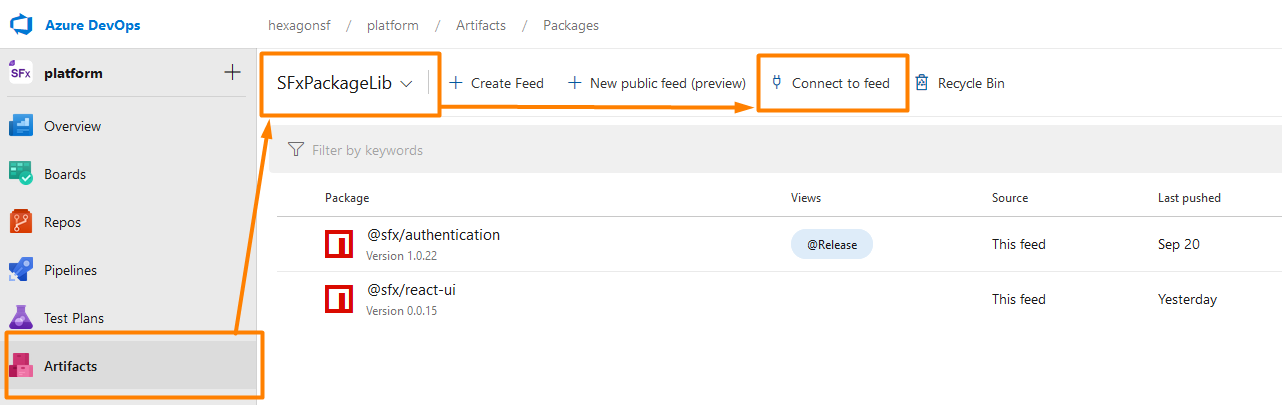 Azure DevOps
hexagonsf / platform / Artifacts / Packages
SFx platform
SFxPackageLib
Create Feed
New public feed (preview)
Connect to feed
Recycle Bin
Overview
Boards
Repos
Pipelines
Test Plans
Artifacts
Filter by keywords
Package Views Source Last pushed
@sfx/authentication
Version 1.0.22
@Release
This feed
Sep 20
@sfx/react-ui
Version 0.0.15
This feed
Yesterday